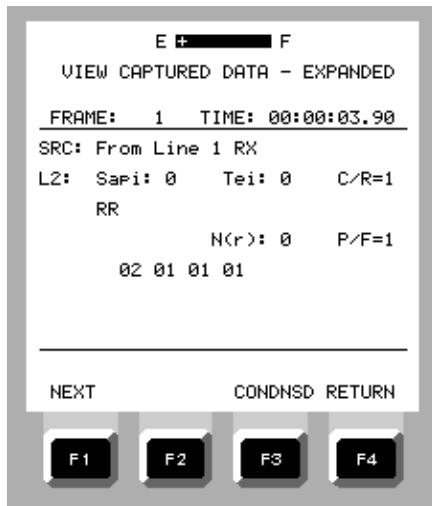 E + F
VIEW CAPTURED DATA - EXPANDED
FRAME: 1 TIME: 00:00:03.90
SRC: From Line 1 RX
L2: Sapi: 0 Tei: 0 C/R=1
RR
N(r): 0 P/F=1
02 01 01 01
NEXT CONDNSD RETURN
F1 F2 F3 F4